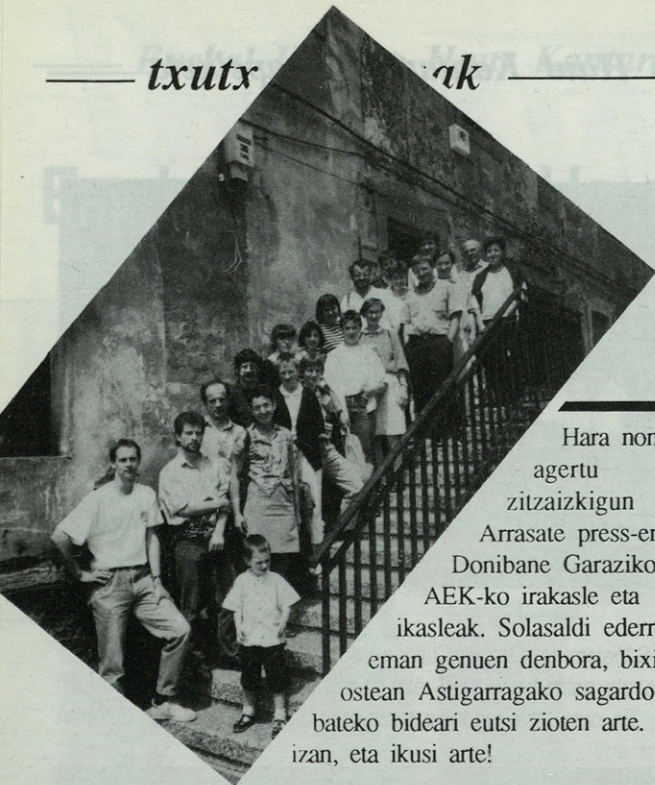 txutx ak
Hara non
agertu
zitzaizkigun
Arrasate press-en
Donibane Garaziko
AEK-ko irakasle eta
ikasleak. Solasaldi ederr
eman genuen denbora, bixi
ostean Astigarragako sagardo
bateko bideari eutsi zioten arte.
izan, eta ikusi arte!